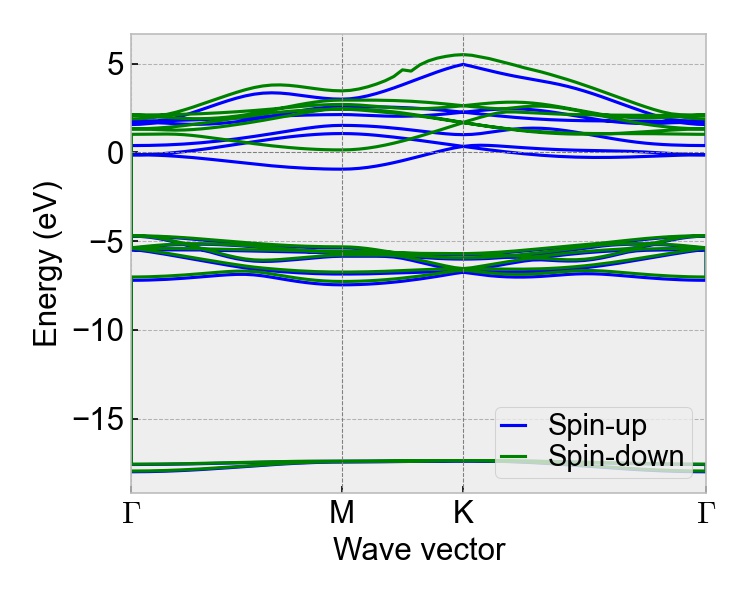 5
0
−5
−10
−15
Energy (eV)
Spin-up
Spin-down
Γ M K Γ
Wave vector